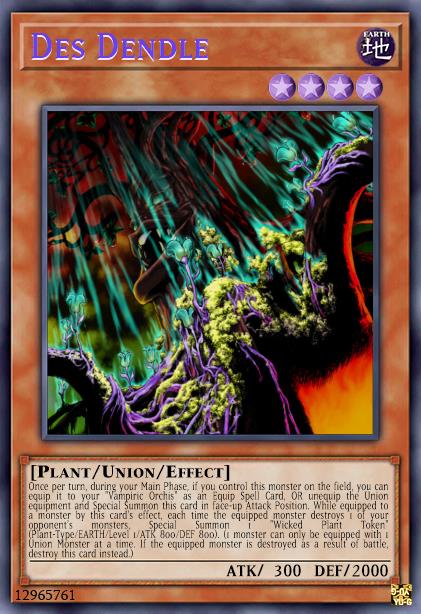 Des Dendle
EARTH
地
[Plant/Union/Effect]
Once per turn, during your Main Phase, if you control this monster on the field, you can
equip it to your "Vampiric Orchis" as an Equip Spell Card, OR unequip the Union
equipment and Special Summon this card in face-up Attack Position. While equipped to
a monster by this card's effect, each time the equipped monster destroys 1 of your
opponent's monsters, Special Summon 1 "Wicked Plant Token"
(Plant-Type/EARTH/Level 1/ATK 800/DEF 800). (1 monster can only be equipped with 1
Union Monster at a time. If the equipped monster is destroyed as a result of battle,
destroy this card instead.)
ATK/ 300 DEF/2000
12965761